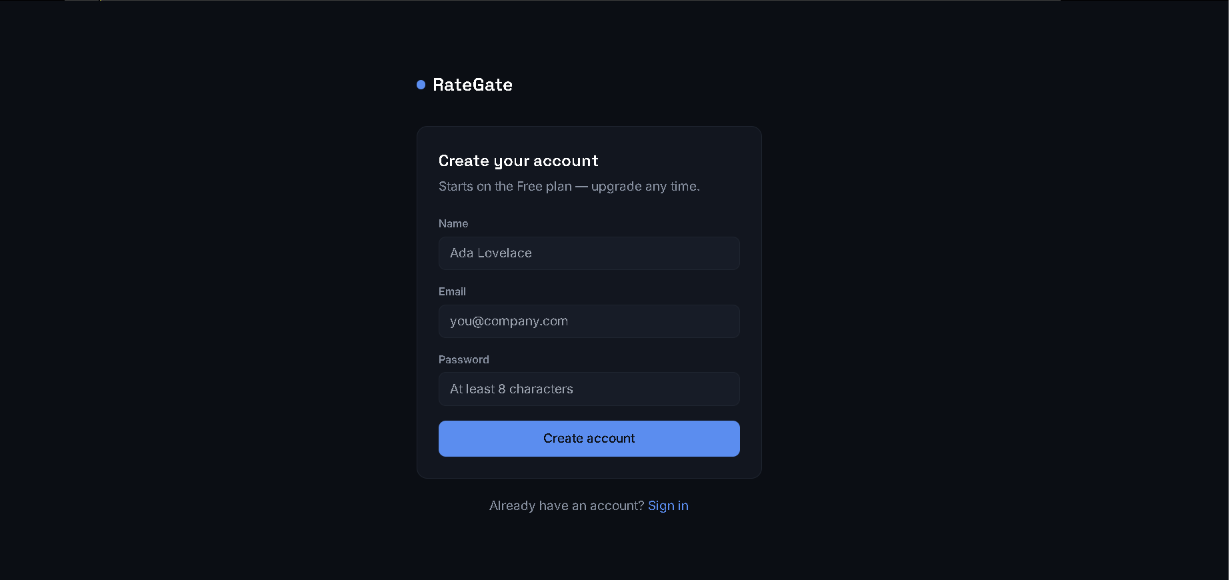 RateGate
Create your account
Starts on the Free plan — upgrade any time.
Name
Ada Lovelace
Email
you@company.com
Password
At least 8 characters
Create account
Already have an account? Sign in